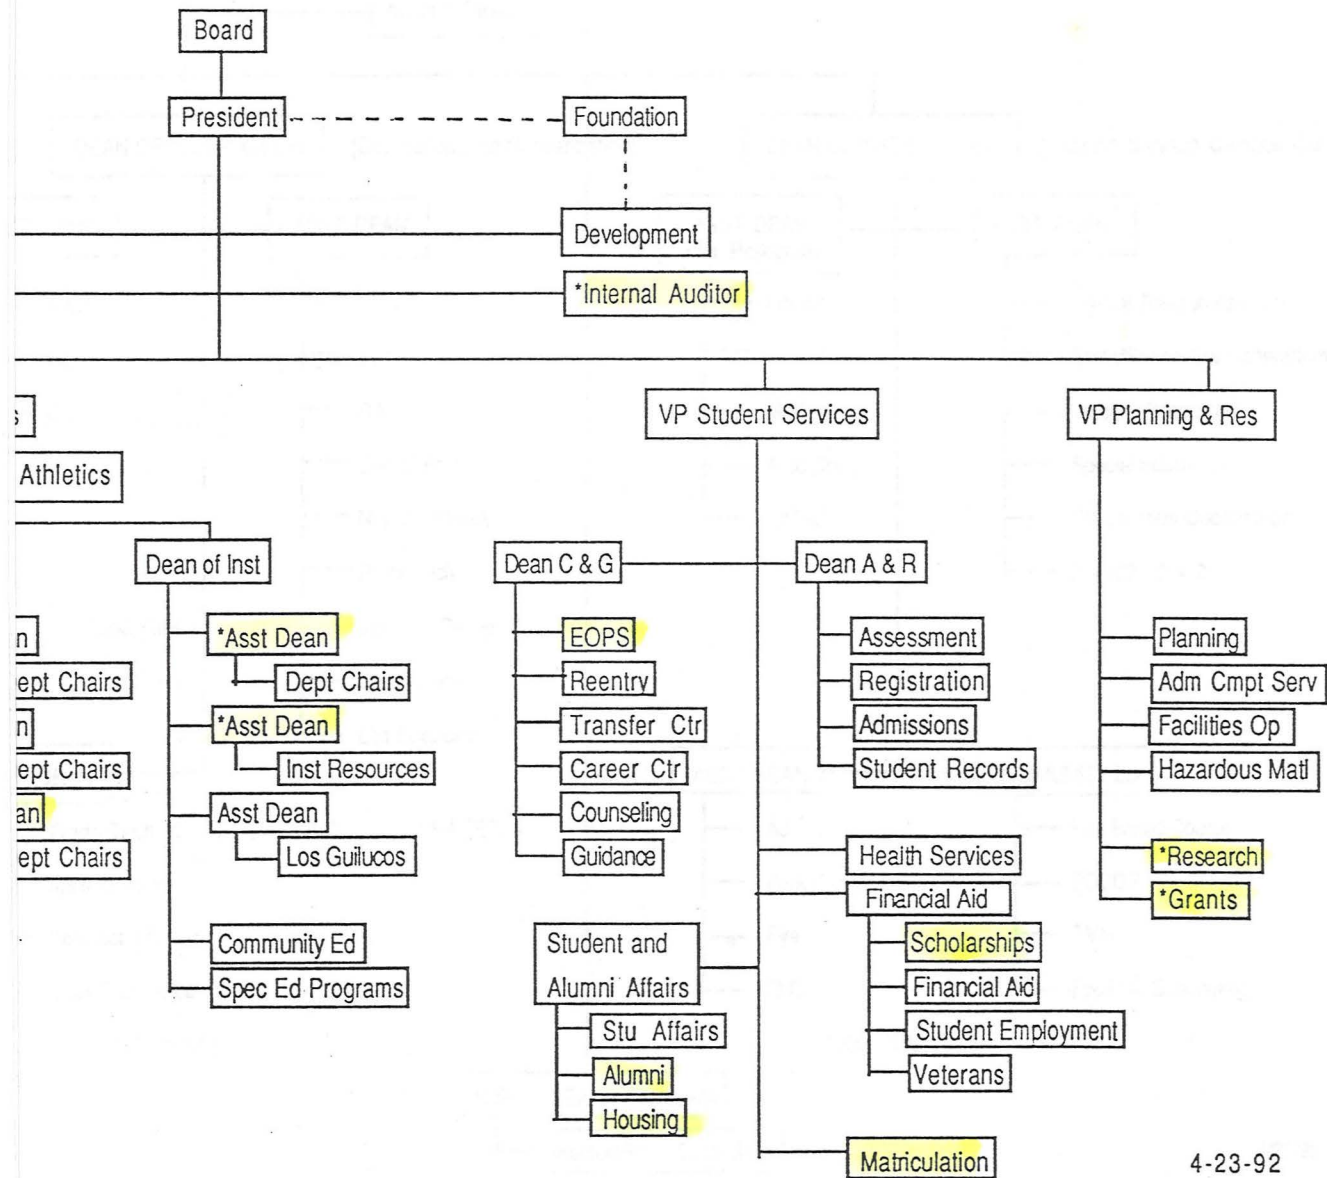 Board
President
Foundation
Development
*Internal Auditor
VP Student Services
VP Planning & Res
s
Athletics
Dean of Inst
Dean C & G
Dean A & R
n
ept Chairs
n
ept Chairs
an
ept Chairs
*Asst Dean
Dept Chairs
*Asst Dean
Inst Resources
Asst Dean
Los Guilucos
Community Ed
Spec Ed Programs
EOPS
Reentry
Transfer Ctr
Career Ctr
Counseling
Guidance
Assessment
Registration
Admissions
Student Records
Health Services
Financial Aid
Scholarships
Financial Aid
Student Employment
Veterans
Student and
Alumni Affairs
Stu Affairs
Alumni
Housing
Matriculation
Planning
Adm Cmpt Serv
Facilities Op
Hazardous Matl
*Research
*Grants
4-23-92